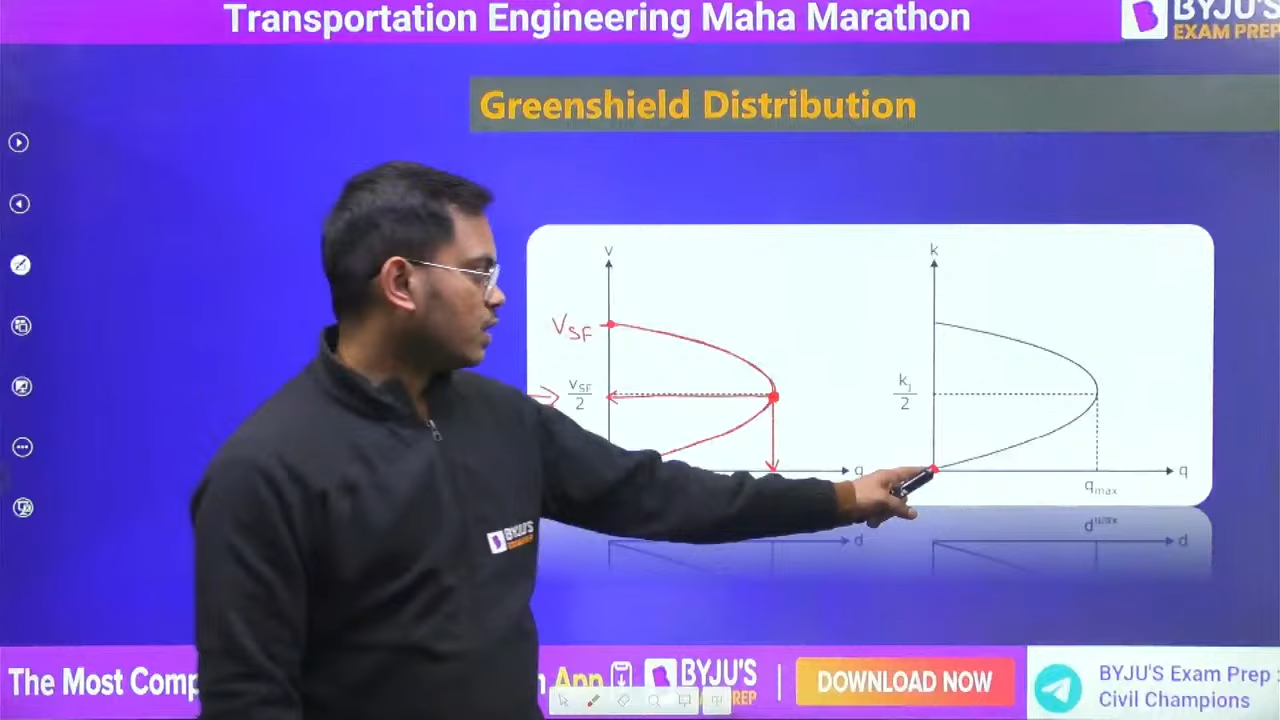 Transportation Engineering Maha Marathon
BYJU'S
EXAM PREP
Greenshield Distribution
v
k
VSF
vSF
2
kj
2
q
q
qmax
BYJU'S
The Most Comp
n App
BYJU'S
PREP
DOWNLOAD NOW
BYJU'S Exam Prep :
Civil Champions